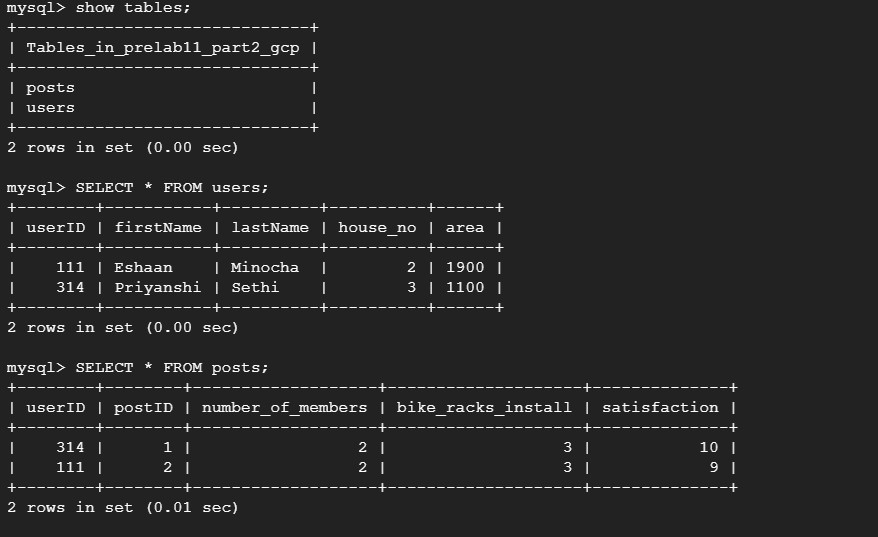 mysql> show tables;
+------------------------------+
| Tables_in_prelab11_part2_gcp |
+------------------------------+
| posts                        |
| users                        |
+------------------------------+
2 rows in set (0.00 sec)

mysql> SELECT * FROM users;
+--------+-----------+----------+----------+------+
| userID | firstName | lastName | house_no | area |
+--------+-----------+----------+----------+------+
|    111 | Eshaan    | Minocha  |        2 | 1900 |
|    314 | Priyanshi | Sethi    |        3 | 1100 |
+--------+-----------+----------+----------+------+
2 rows in set (0.00 sec)

mysql> SELECT * FROM posts;
+--------+--------+-------------------+--------------------+--------------+
| userID | postID | number_of_members | bike_racks_install | satisfaction |
+--------+--------+-------------------+--------------------+--------------+
|    314 |      1 |                 2 |                  3 |           10 |
|    111 |      2 |                 2 |                  3 |            9 |
+--------+--------+-------------------+--------------------+--------------+
2 rows in set (0.01 sec)